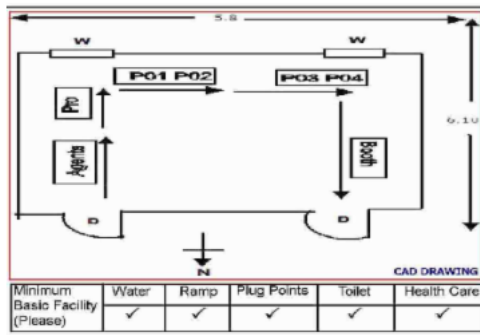 5.8
W
W
P01 P02
P03 P04
Pro
6.10
Agents
Booth
D
D
N
CAD DRAWING
Minimum Basic Facility (Please)
Water
Ramp
Plug Points
Toilet
Health Care
✓ ✓ ✓ ✓ ✓